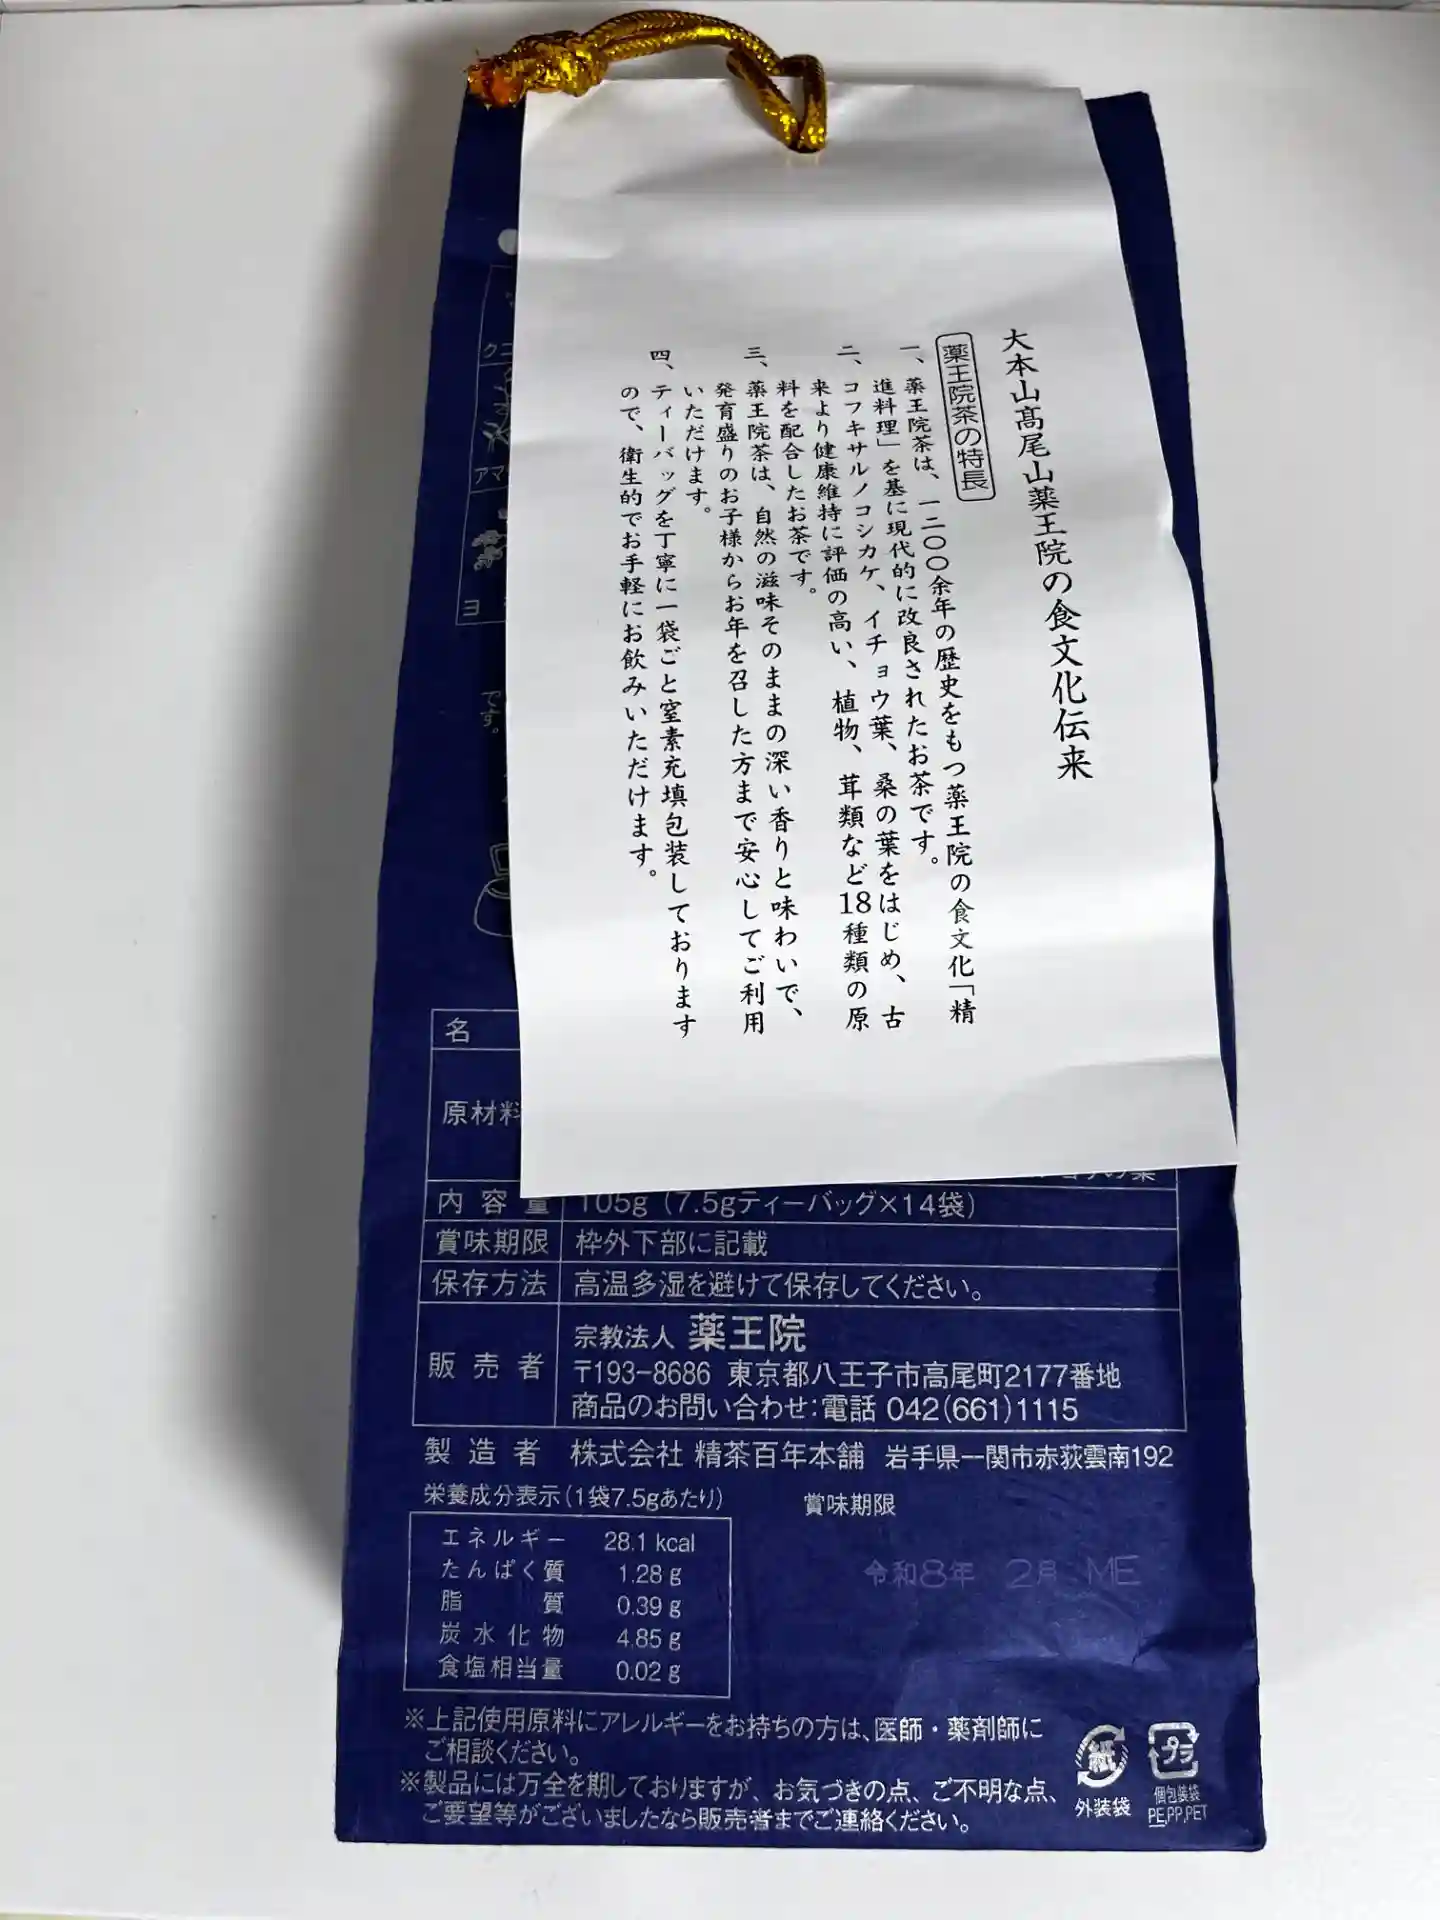 大本山髙尾山薬王院の食文化伝来
薬王院茶の特長
一、薬王院茶は、一二〇〇余年の歴史をもつ薬王院の食文化「精
進料理」を基に現代的に改良されたお茶です。
二、コフキサルノコシカケ、イチョウ葉、桑の葉をはじめ、古
来より健康維持に評価の高い、植物、茸類など18種類の原
料を配合したお茶です。
三、薬王院茶は、自然の滋味そのままの深い香りと味わいで、
発育盛りのお子様からお年を召した方まで安心してご利用
いただけます。
四、ティーバッグを丁寧に一袋ごと窒素充填包装しております
ので、衛生的でお手軽にお飲みいただけます。
アマ
ヨ
です。
名
原材料
内容量 105g（7.5gティーバッグ×14袋）
賞味期限 枠外下部に記載
保存方法 高温多湿を避けて保存してください。
販売者 宗教法人 薬王院
〒193-8686 東京都八王子市高尾町2177番地
商品のお問い合わせ:電話 042(661)1115
製造者 株式会社 精茶百年本舗 岩手県一関市赤荻雲南192
栄養成分表示(1袋7.5gあたり)
エネルギー 28.1 kcal
たんぱく質 1.28 g
脂質 0.39 g
炭水化物 4.85 g
食塩相当量 0.02 g
賞味期限
令和8年 2月 ME
※上記使用原料にアレルギーをお持ちの方は、医師・薬剤師に
ご相談ください。
※製品には万全を期しておりますが、お気づきの点、ご不明な点、
ご要望等がございましたなら販売者までご連絡ください。
紙
外装袋
プラ
個包装袋
PE,PP,PET